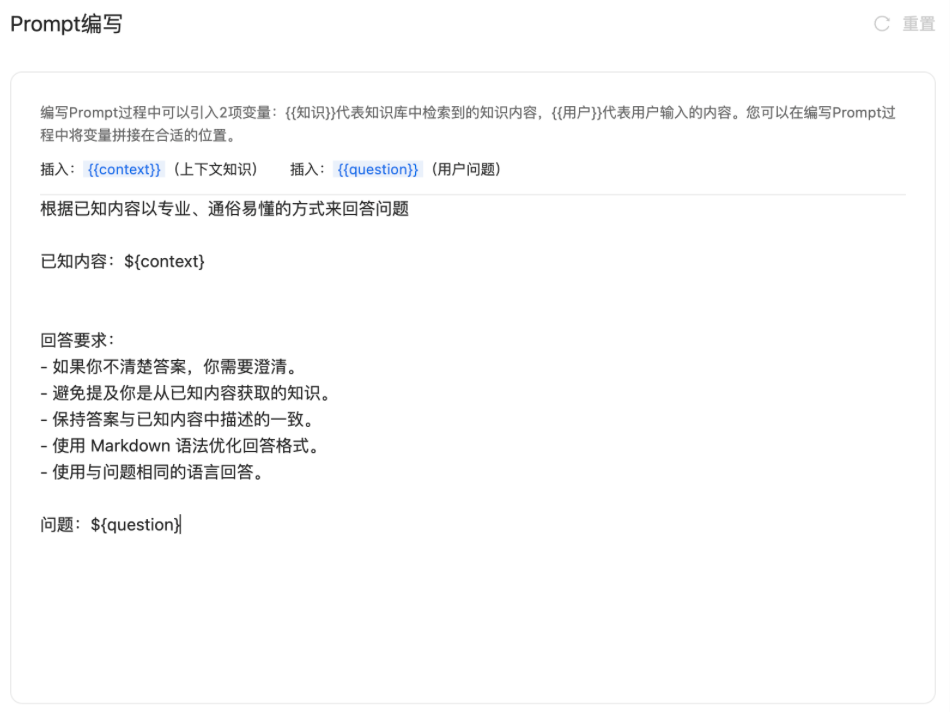 Prompt编写
重置
编写Prompt过程中可以引入2项变量：{{知识}}代表知识库中检索到的知识内容，{{用户}}代表用户输入的内容。您可以在编写Prompt过
程中将变量拼接在合适的位置。
插入： {{context}} （上下文知识） 插入： {{question}} （用户问题）
根据已知内容以专业、通俗易懂的方式来回答问题
已知内容：${context}
回答要求：
- 如果你不清楚答案，你需要澄清。
- 避免提及你是从已知内容获取的知识。
- 保持答案与已知内容中描述的一致。
- 使用 Markdown 语法优化回答格式。
- 使用与问题相同的语言回答。
问题：${question}